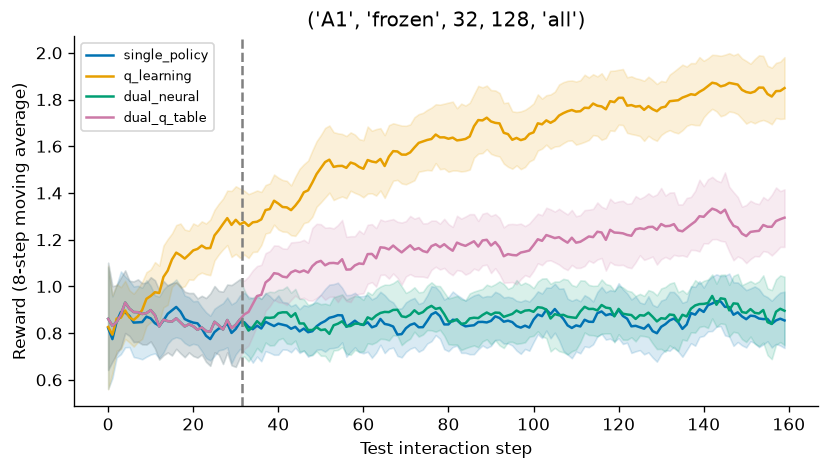 ('A1', 'frozen', 32, 128, 'all')
single_policy
q_learning
dual_neural
dual_q_table
Reward (8-step moving average)
2.0
1.8
1.6
1.4
1.2
1.0
0.8
0.6
0 20 40 60 80 100 120 140 160
Test interaction step